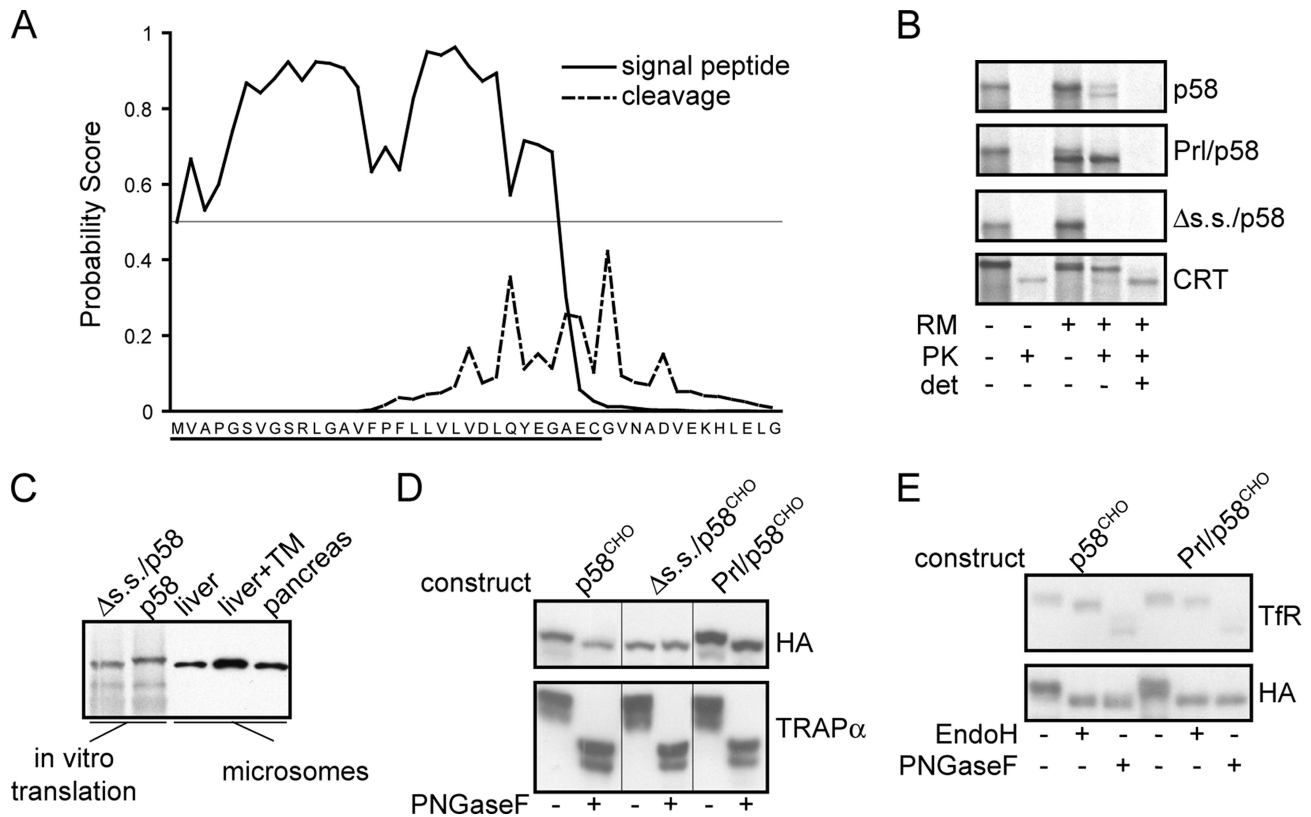 A
1
0.8
0.6
0.4
0.2
0
Probability Score
signal peptide
cleavage
MVAPGSVGSRLGAVFPFLLVLVDLQYEGAECGVNADVEKHLELG
B
p58
Prl/p58
Δs.s./p58
CRT
RM - - + + +
PK - + - + +
det - - - - +
C
Δs.s./p58
p58
liver
liver+TM
pancreas
in vitro
translation
microsomes
D
construct
p58CHO
Δs.s./p58CHO
Prl/p58CHO
HA
TRAPα
PNGaseF - + - + - +
E
construct
p58CHO
Prl/p58CHO
TfR
HA
EndoH - + - - + -
PNGaseF - - + - - +